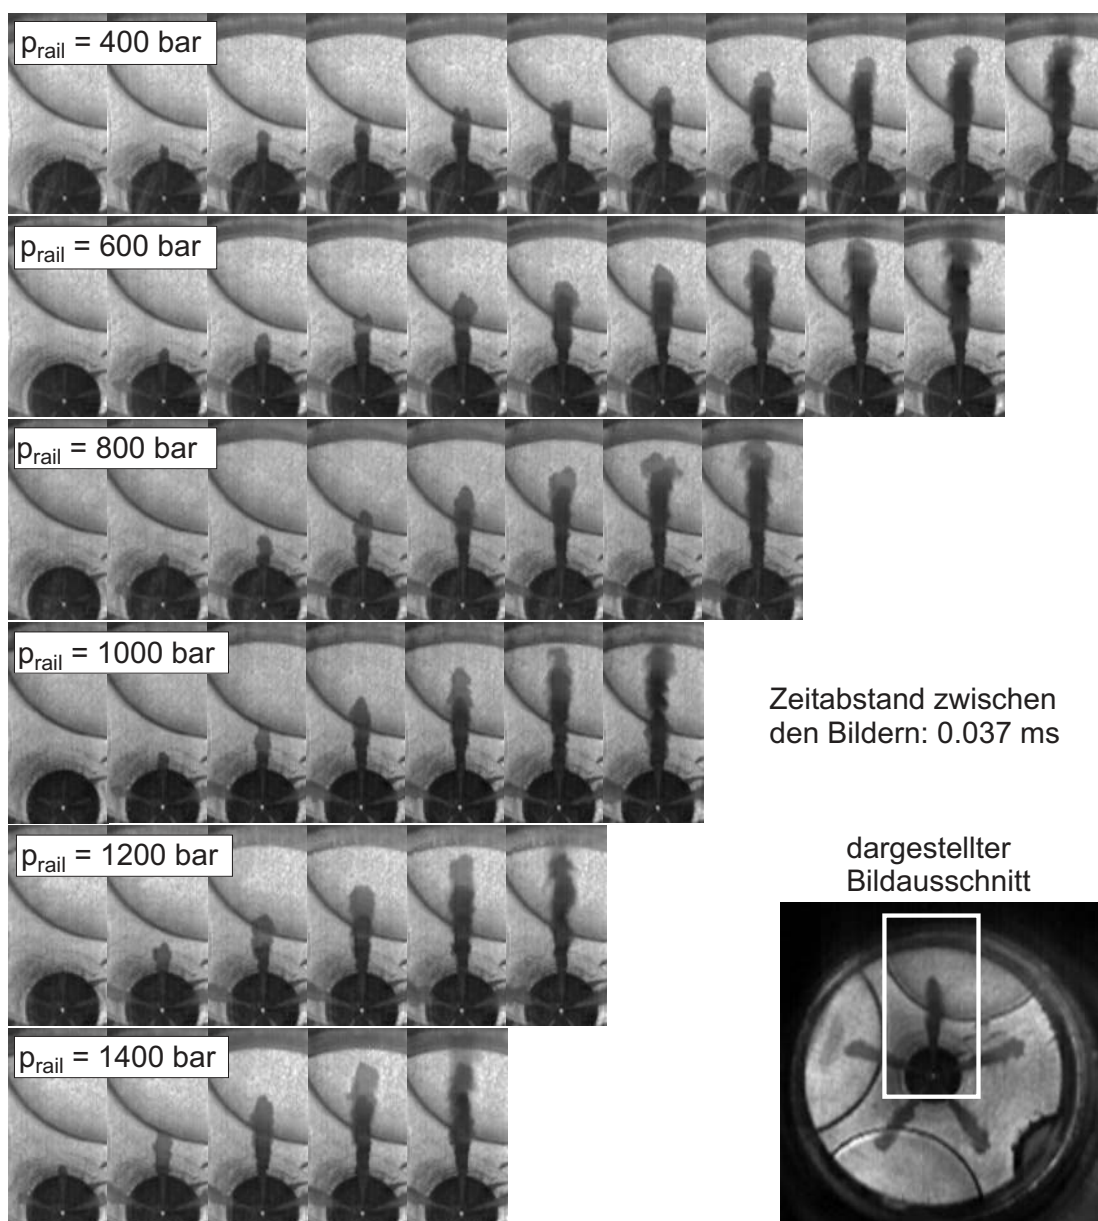 p_rail = 400 bar
p_rail = 600 bar
p_rail = 800 bar
p_rail = 1000 bar
Zeitabstand zwischen
den Bildern: 0.037 ms
p_rail = 1200 bar
dargestellter
Bildausschnitt
p_rail = 1400 bar